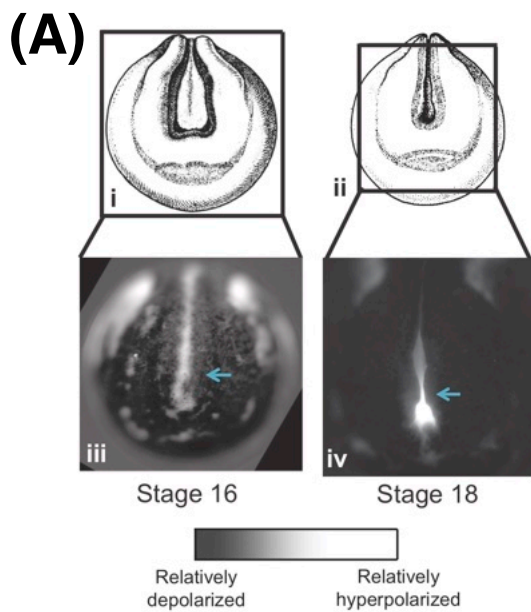 (A)
i
ii
iii
iv
Stage 16
Stage 18
Relatively
depolarized
Relatively
hyperpolarized